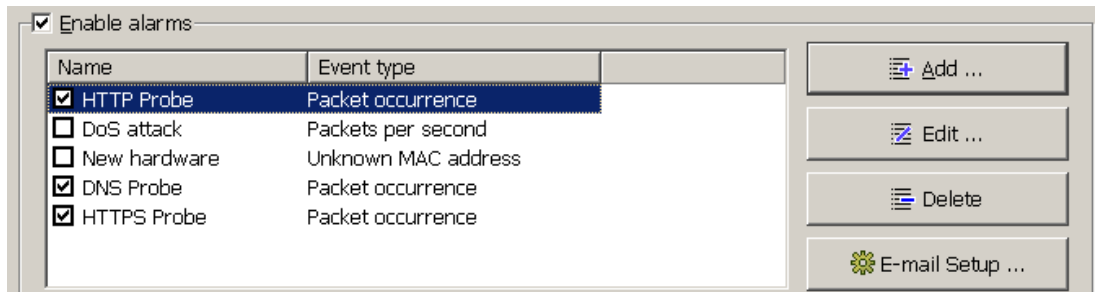 Enable alarms
Name Event type
HTTP Probe Packet occurrence
DoS attack Packets per second
New hardware Unknown MAC address
DNS Probe Packet occurrence
HTTPS Probe Packet occurrence
Add ...
Edit ...
Delete
E-mail Setup ...